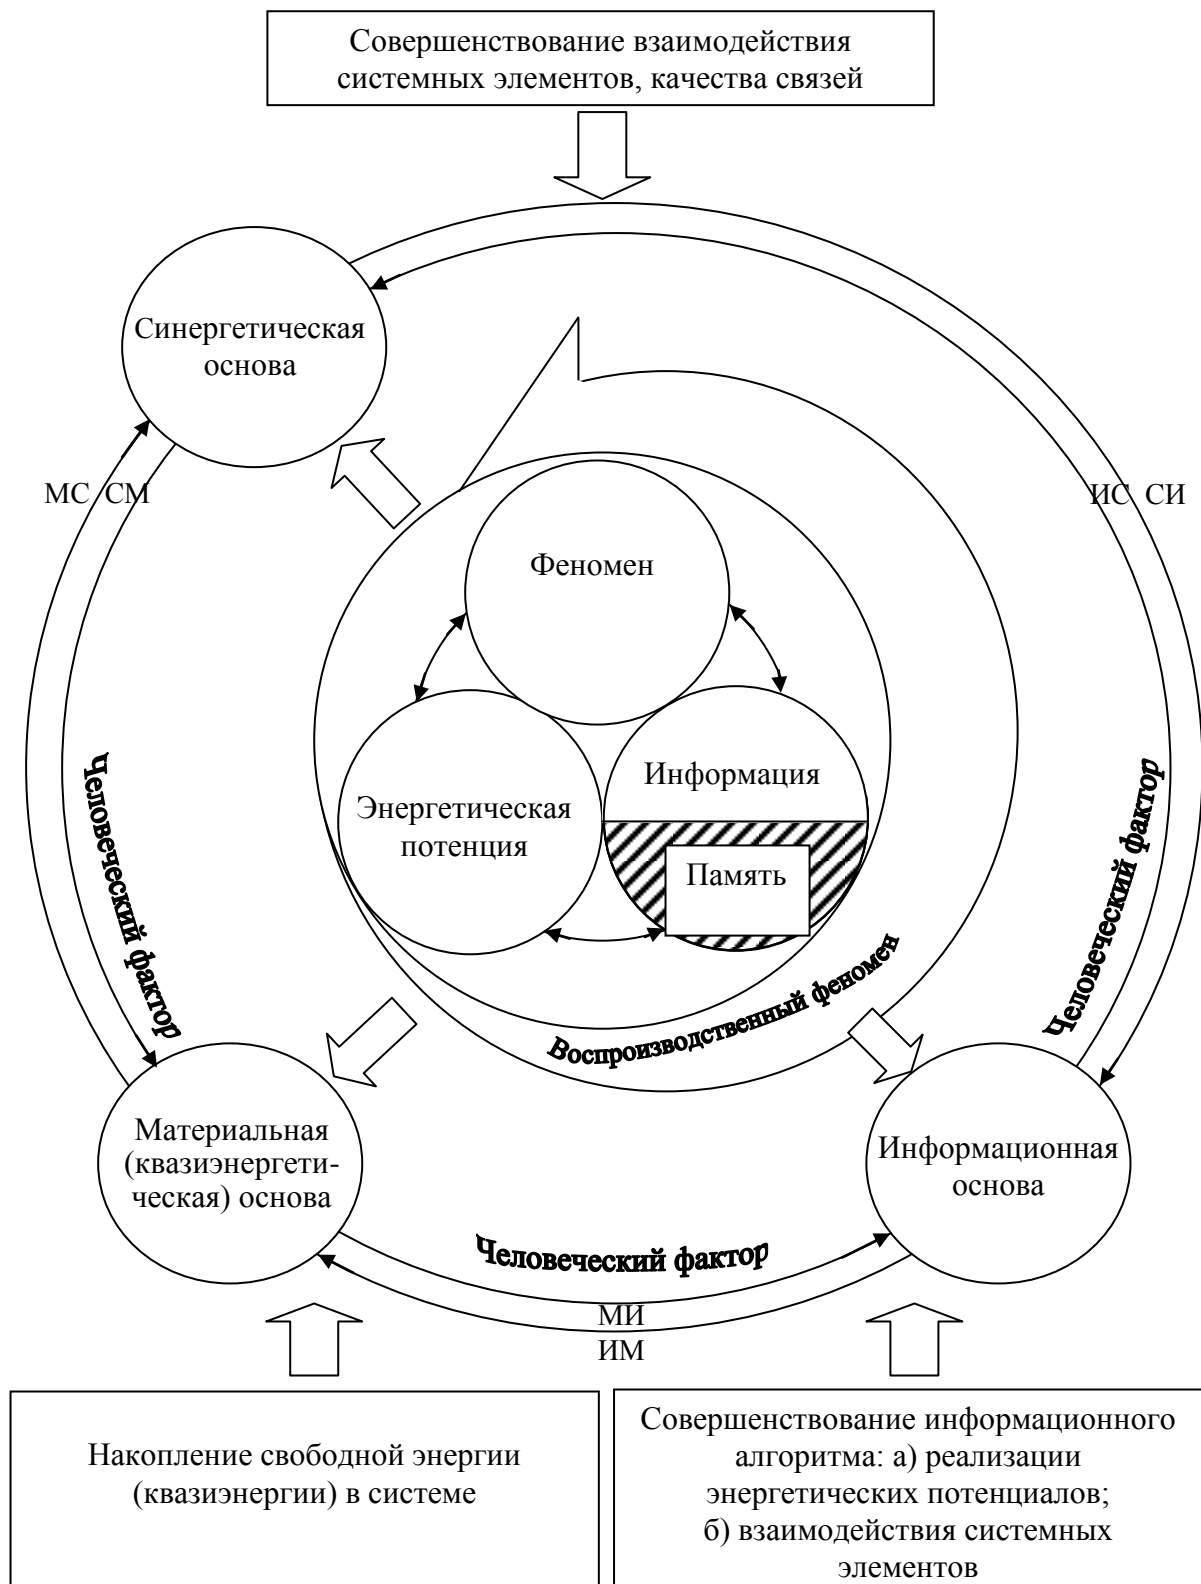 Совершенствование взаимодействия
системных элементов, качества связей
Синергетическая
основа
МС СМ
ИС СИ
Феномен
Энергетическая
потенция
Информация
Память
Человеческий фактор
Человеческий фактор
Воспроизводственный феномен
Материальная
(квазиэнергети-
ческая) основа
Информационная
основа
Человеческий фактор
МИ
ИМ
Накопление свободной энергии
(квазиэнергии) в системе
Совершенствование информационного
алгоритма: а) реализации
энергетических потенциалов;
б) взаимодействия системных
элементов